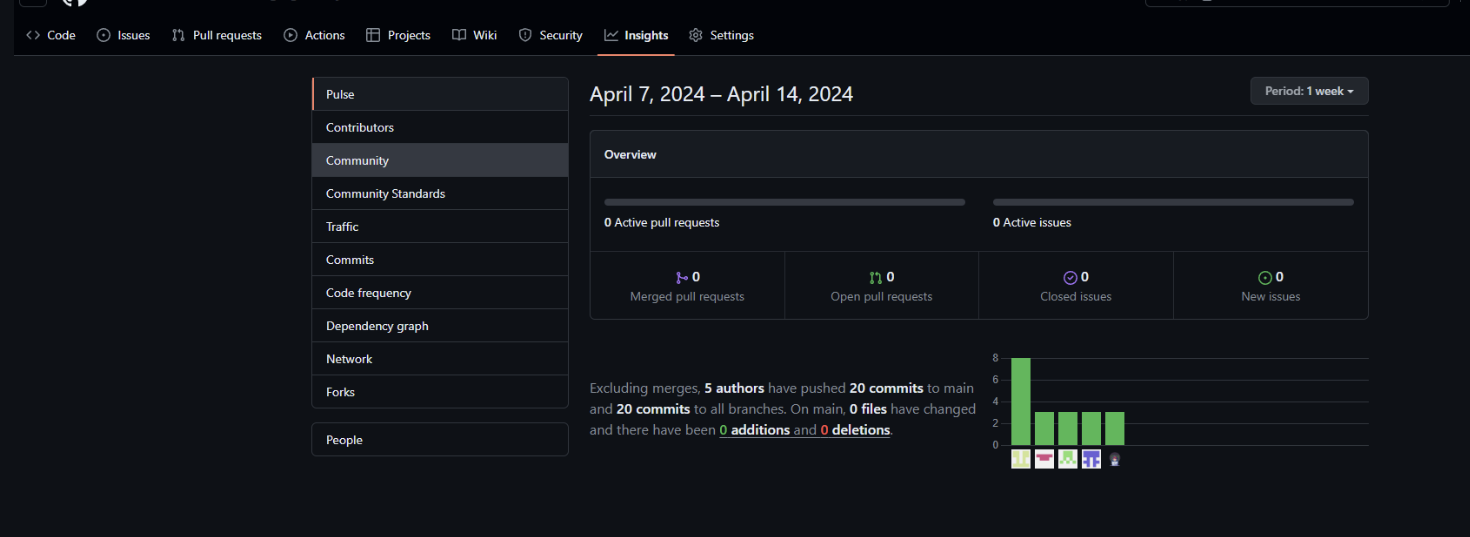 Code Issues Pull requests Actions Projects Wiki Security Insights Settings
Pulse
Contributors
Community
Community Standards
Traffic
Commits
Code frequency
Dependency graph
Network
Forks
People
April 7, 2024 – April 14, 2024
Period: 1 week
Overview
0 Active pull requests
0 Active issues
0
Merged pull requests
0
Open pull requests
0
Closed issues
0
New issues
Excluding merges, 5 authors have pushed 20 commits to main
and 20 commits to all branches. On main, 0 files have changed
and there have been 0 additions and 0 deletions.
8
6
4
2
0